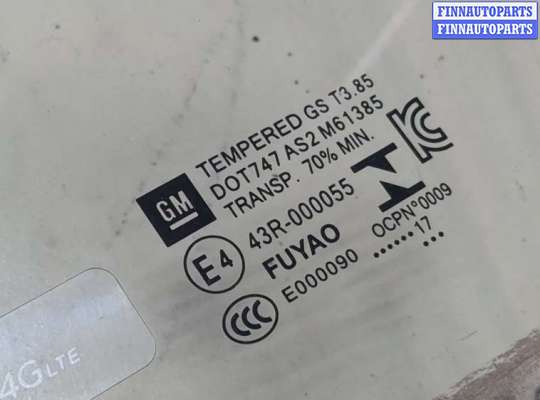 FINNAUTOPARTS
FINNAUTOPARTS
TEMPERED GS T3.85
DOT747 AS2 M61385
TRANSP. 70% MIN.
GM
E4
43R-000055
FUYAO
CCC
E000090
OCPN°0009
......17
...
4G LTE